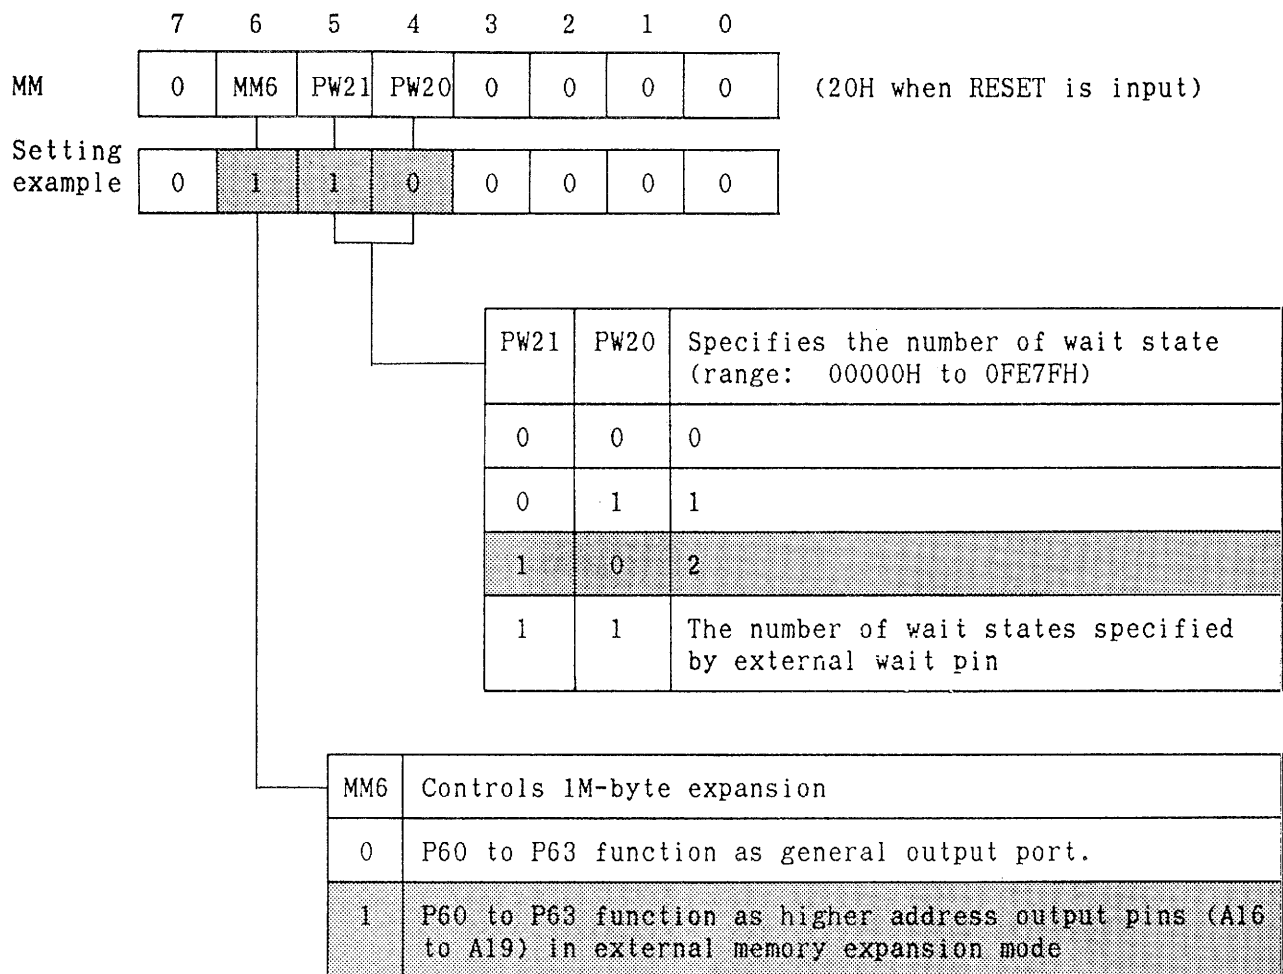 7 6 5 4 3 2 1 0
MM 0 MM6 PW21 PW20 0 0 0 0 (20H when RESET is input)
Setting
example 0 1 1 0 0 0 0 0
PW21 PW20 Specifies the number of wait state
(range: 00000H to 0FE7FH)
0 0 0
0 1 1
1 0 2
1 1 The number of wait states specified
by external wait pin
MM6 Controls 1M-byte expansion
0 P60 to P63 function as general output port.
1 P60 to P63 function as higher address output pins (A16
to A19) in external memory expansion mode